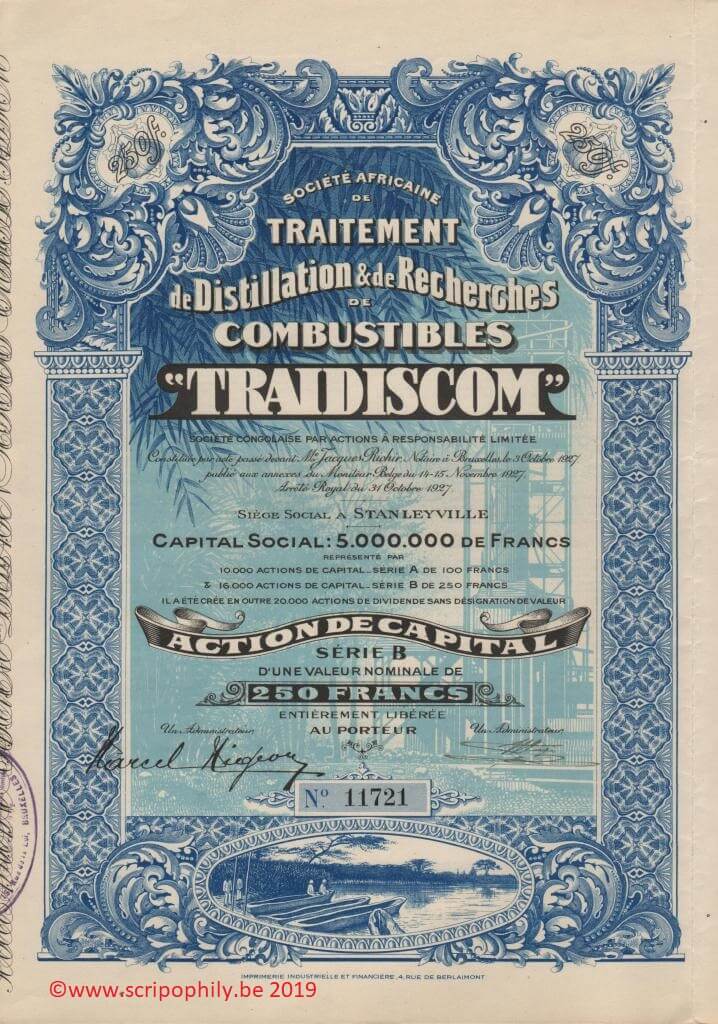 250 frs.
250 frs.
SOCIÉTÉ AFRICAINE
DE
TRAITEMENT
de Distillation & de Recherches
DE
COMBUSTIBLES
"TRAIDISCOM"
SOCIÉTÉ CONGOLAISE PAR ACTIONS À RESPONSABILITÉ LIMITÉE
Constituée par acte passé devant Me. Jacques Richir, Notaire à Bruxelles, le 3 Octobre 1927
publié aux annexes du Moniteur Belge du 14-15 Novembre 1927.
Arrêté Royal du 31 Octobre 1927.
SIÈGE SOCIAL À STANLEYVILLE
CAPITAL SOCIAL: 5.000.000 DE FRANCS
REPRÉSENTÉ PAR
10.000 ACTIONS DE CAPITAL _ SÉRIE A DE 100 FRANCS
& 16.000 ACTIONS DE CAPITAL _ SÉRIE B DE 250 FRANCS
IL A ÉTÉ CRÉÉ EN OUTRE 20.000 ACTIONS DE DIVIDENDE SANS DÉSIGNATION DE VALEUR
ACTION DE CAPITAL
SÉRIE B
D'UNE VALEUR NOMINALE DE
250 FRANCS
ENTIÈREMENT LIBÉRÉE
AU PORTEUR
Un Administrateur,
Un Administrateur,
Marcel
No. 11721
BRUXELLES
IMPRIMERIE INDUSTRIELLE ET FINANCIÈRE, 4, RUE DE BERLAIMONT
©www.scripophily.be 2019